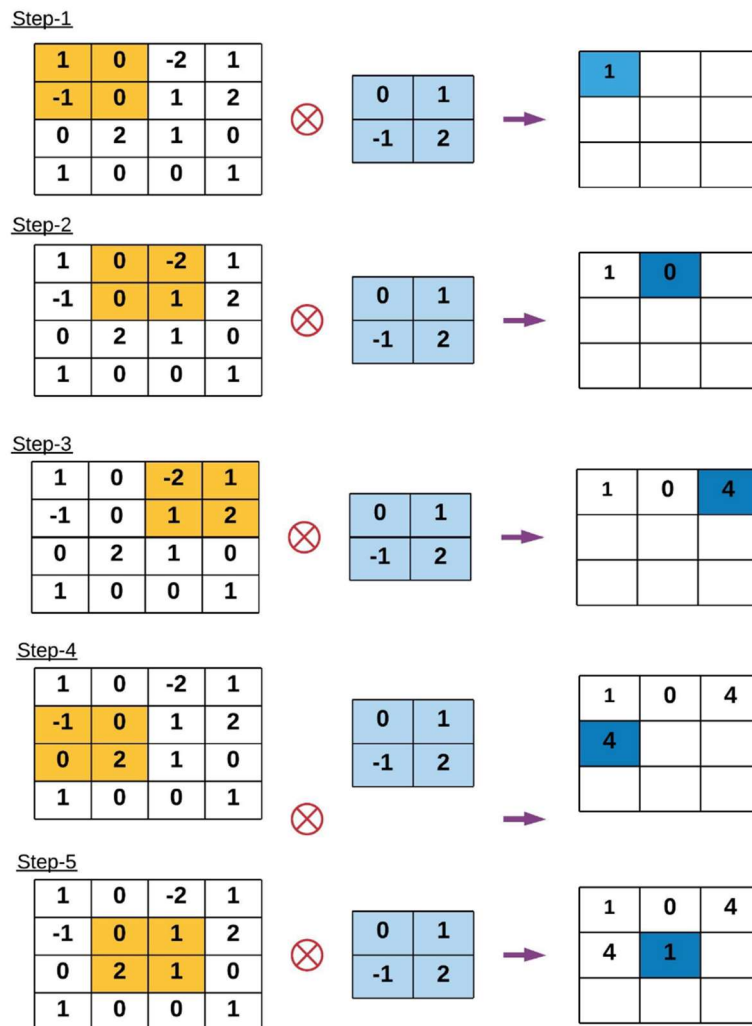 Step-1
1 0 -2 1 1
-1 0 1 2 0 1
0 2 1 0 -1 2
1 0 0 1
Step-2
1 0 -2 1 1 0
-1 0 1 2 0 1
0 2 1 0 -1 2
1 0 0 1
Step-3
1 0 -2 1 1 0 4
-1 0 1 2 0 1
0 2 1 0 -1 2
1 0 0 1
Step-4
1 0 -2 1 1 0 4
-1 0 1 2 0 1 4
0 2 1 0 -1 2
1 0 0 1
Step-5
1 0 -2 1 1 0 4
-1 0 1 2 0 1 4 1
0 2 1 0 -1 2
1 0 0 1